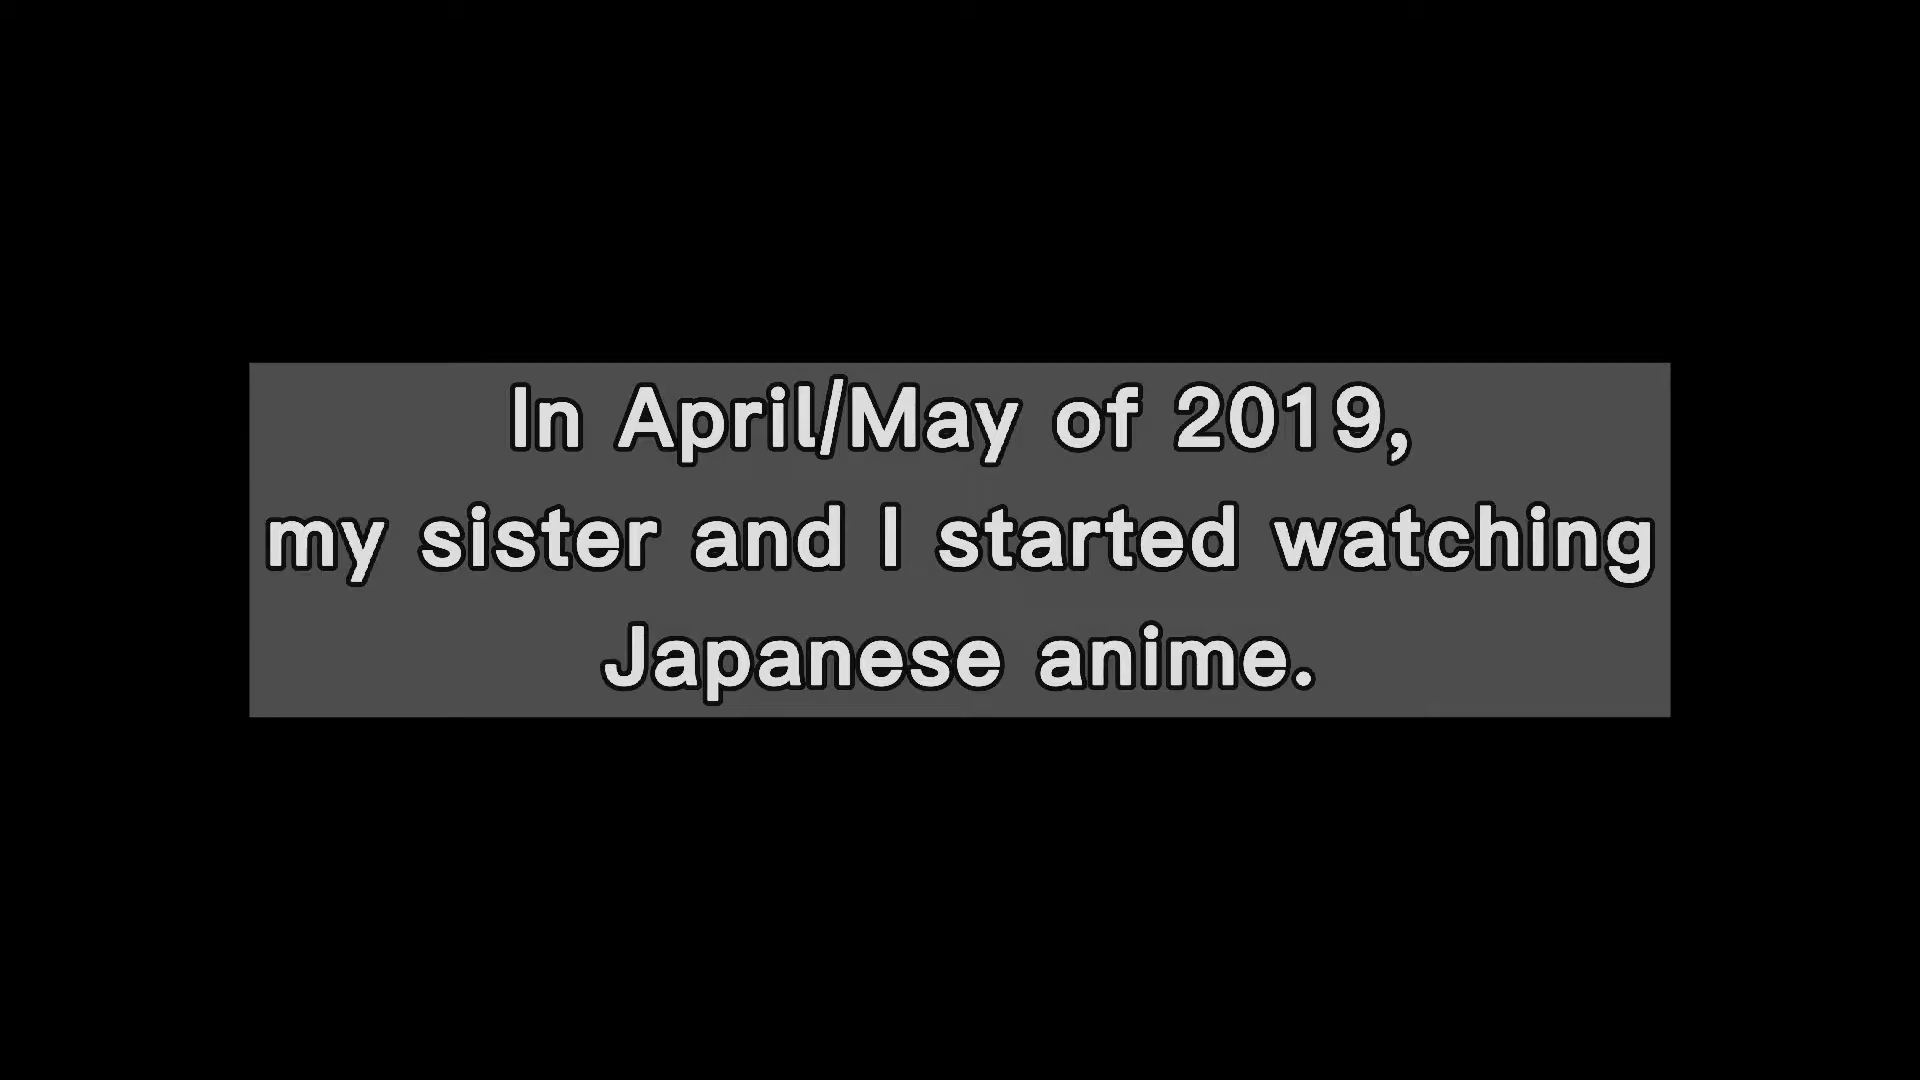 In April/May of 2019,
my sister and I started watching
Japanese anime.